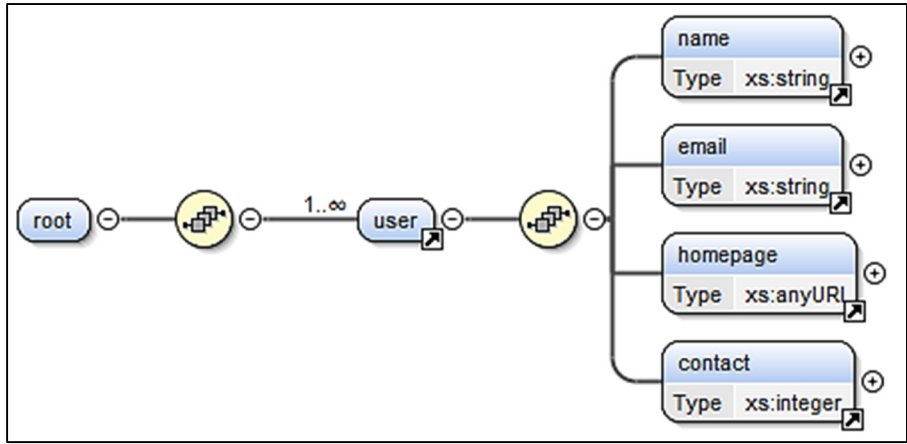 name
Type xs:string
email
Type xs:string
root
1..∞
user
homepage
Type xs:anyURI
contact
Type xs:integer